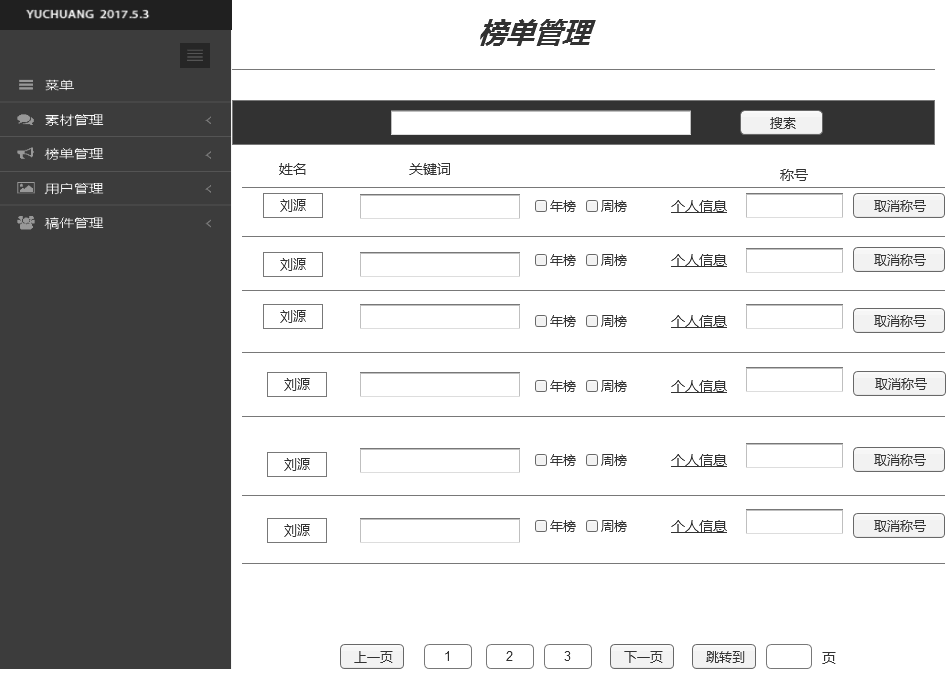 YUCHUANG 2017.5.3
菜单
素材管理
榜单管理
用户管理
稿件管理
榜单管理
搜索
姓名 关键词 称号
刘源 年榜 周榜 个人信息 取消称号
刘源 年榜 周榜 个人信息 取消称号
刘源 年榜 周榜 个人信息 取消称号
刘源 年榜 周榜 个人信息 取消称号
刘源 年榜 周榜 个人信息 取消称号
刘源 年榜 周榜 个人信息 取消称号
上一页 1 2 3 下一页 跳转到 页